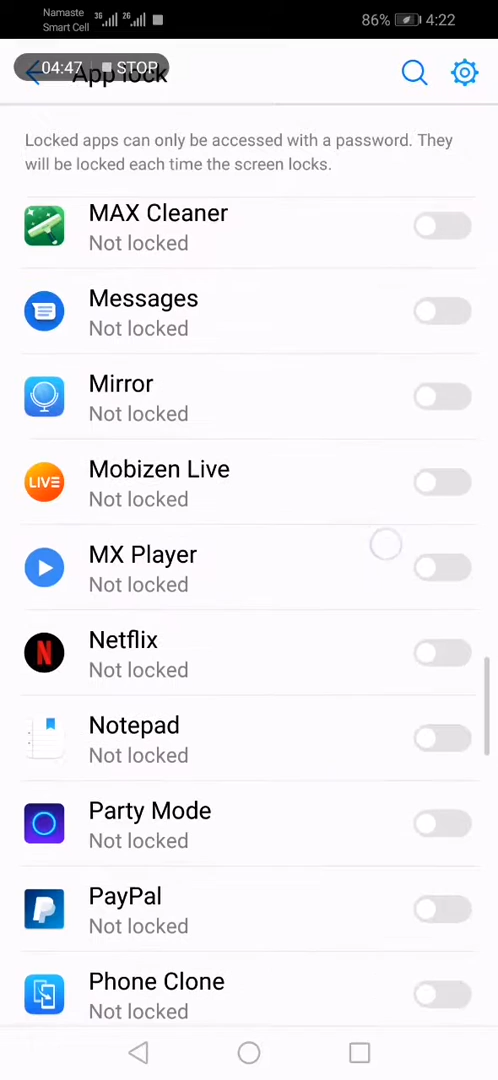 Namaste
Smart Cell
3G
2G
86%
4:22
04:47
STOP
App lock
Locked apps can only be accessed with a password. They
will be locked each time the screen locks.
MAX Cleaner
Not locked
Messages
Not locked
Mirror
Not locked
LIVE
Mobizen Live
Not locked
MX Player
Not locked
N
Netflix
Not locked
Notepad
Not locked
Party Mode
Not locked
PayPal
Not locked
Phone Clone
Not locked